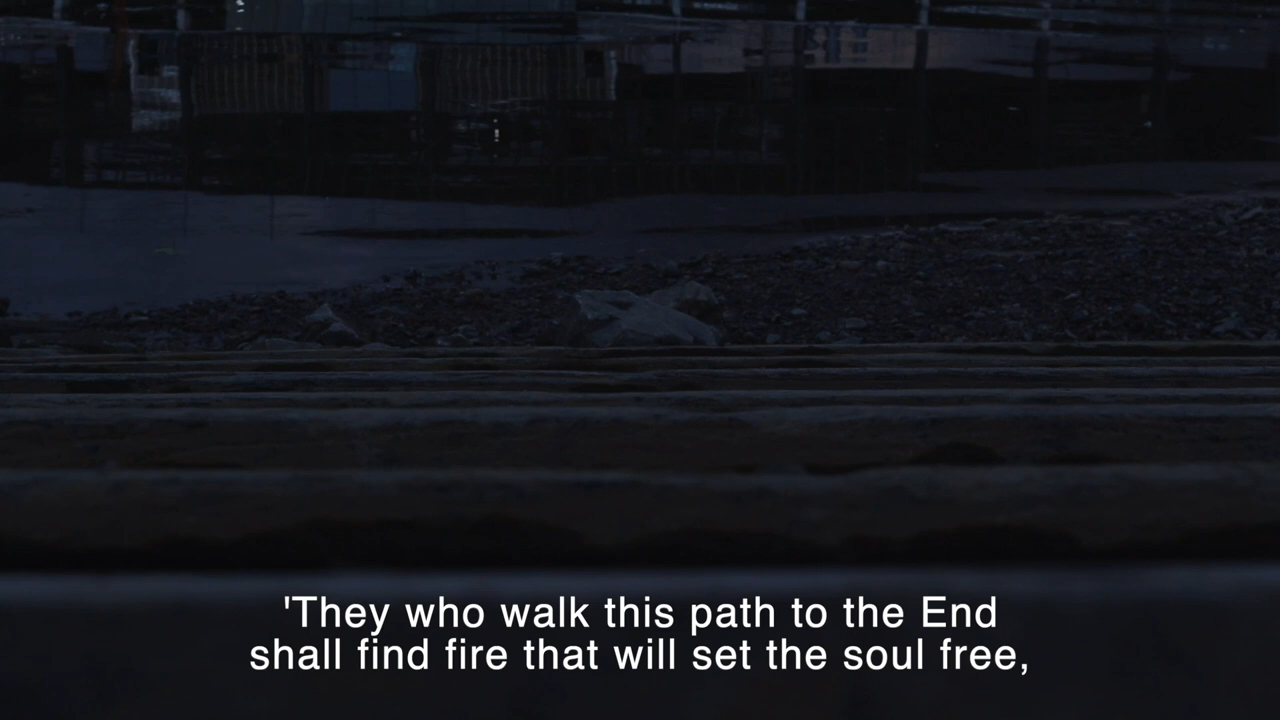 'They who walk this path to the End
shall find fire that will set the soul free,